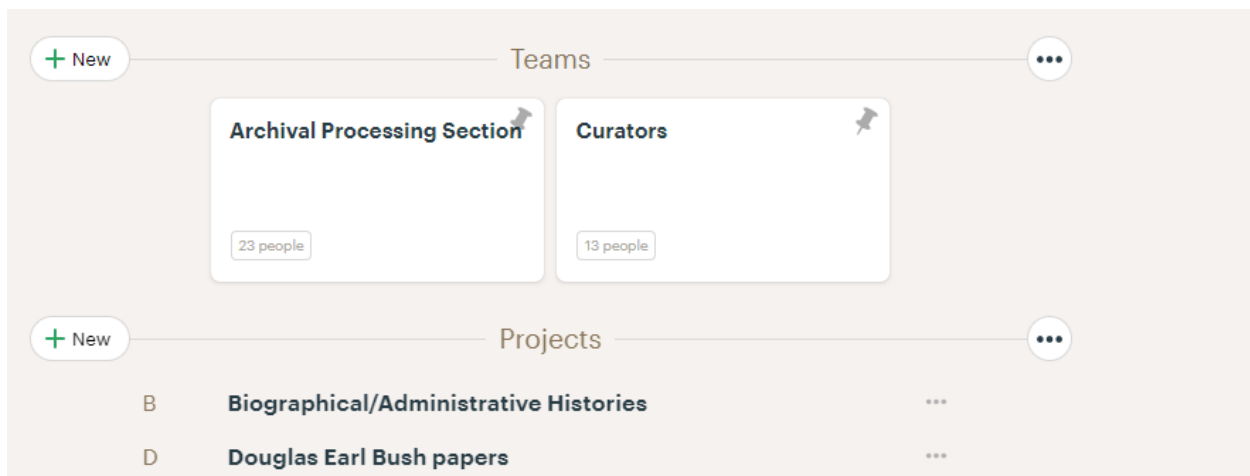 + New
Teams
•••
Archival Processing Section
Curators
23 people
13 people
+ New
Projects
•••
B
Biographical/Administrative Histories
•••
D
Douglas Earl Bush papers
•••